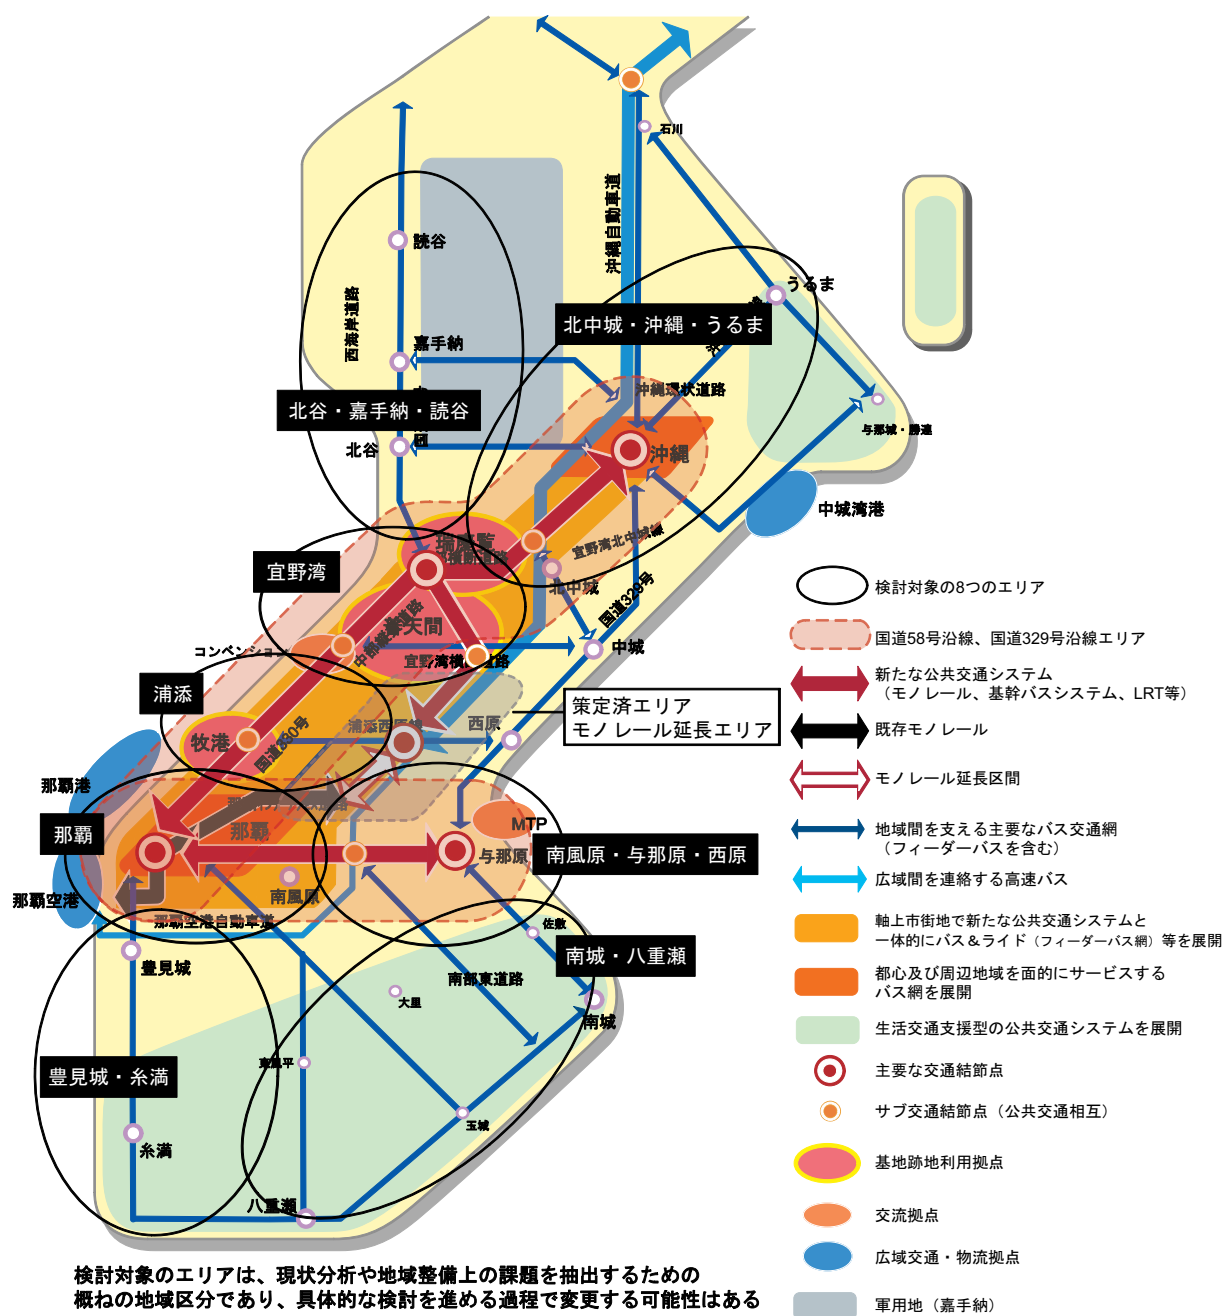 石川
沖縄自動車道
読谷
うるま
西海岸道路
北中城・沖縄・うるま
嘉手納
沖縄環状道路
北谷・嘉手納・読谷
与那城・勝連
北谷
沖縄
中城湾港
宜野湾北中城線
宜野湾
北中城
国道329号
天間
中部縦貫道路
中城
コンベンション
宜野湾横断道路
浦添
策定済エリア
モノレール延長エリア
浦添西原線
西原
牧港
国道330号
那覇港
那覇
那覇
MTP
与那原
南風原・与那原・西原
南風原
那覇空港
那覇空港自動車道
佐敷
豊見城
南城・八重瀬
南部東道路
大里
南城
東風平
豊見城・糸満
玉城
糸満
八重瀬
検討対象の8つのエリア
国道58号沿線、国道329号沿線エリア
新たな公共交通システム
（モノレール、基幹バスシステム、LRT等）
既存モノレール
モノレール延長区間
地域間を支える主要なバス交通網
（フィーダーバスを含む）
広域間を連絡する高速バス
軸上市街地で新たな公共交通システムと
一体的にバス＆ライド（フィーダーバス網）等を展開
都心及び周辺地域を面的にサービスする
バス網を展開
生活交通支援型の公共交通システムを展開
主要な交通結節点
サブ交通結節点（公共交通相互）
基地跡地利用拠点
交流拠点
広域交通・物流拠点
軍用地（嘉手納）
検討対象のエリアは、現状分析や地域整備上の課題を抽出するための
概ねの地域区分であり、具体的な検討を進める過程で変更する可能性はある